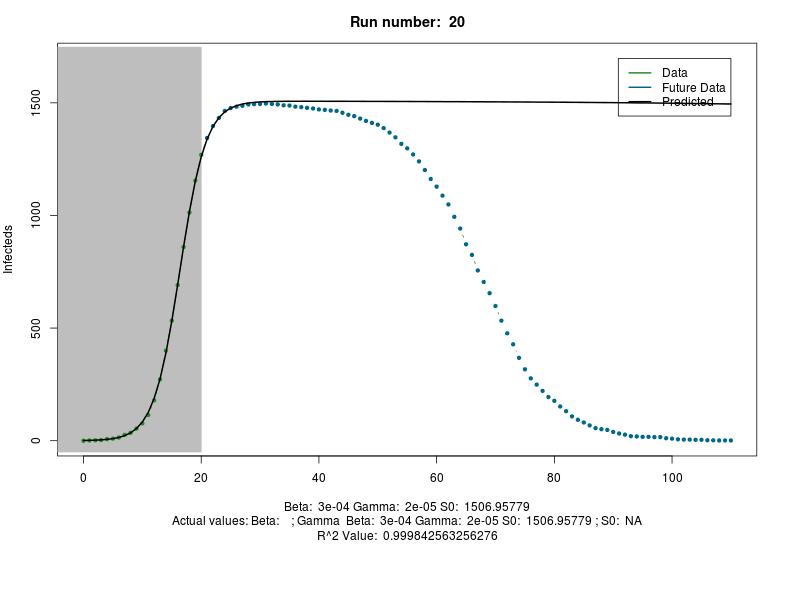 Run number: 20
Data
Future Data
Predicted
Infecteds
1500
1000
500
0
0 20 40 60 80 100
Beta: 3e-04 Gamma: 2e-05 S0: 1506.95779
Actual values: Beta: ; Gamma Beta: 3e-04 Gamma: 2e-05 S0: 1506.95779 ; S0: NA
R^2 Value: 0.999842563256276